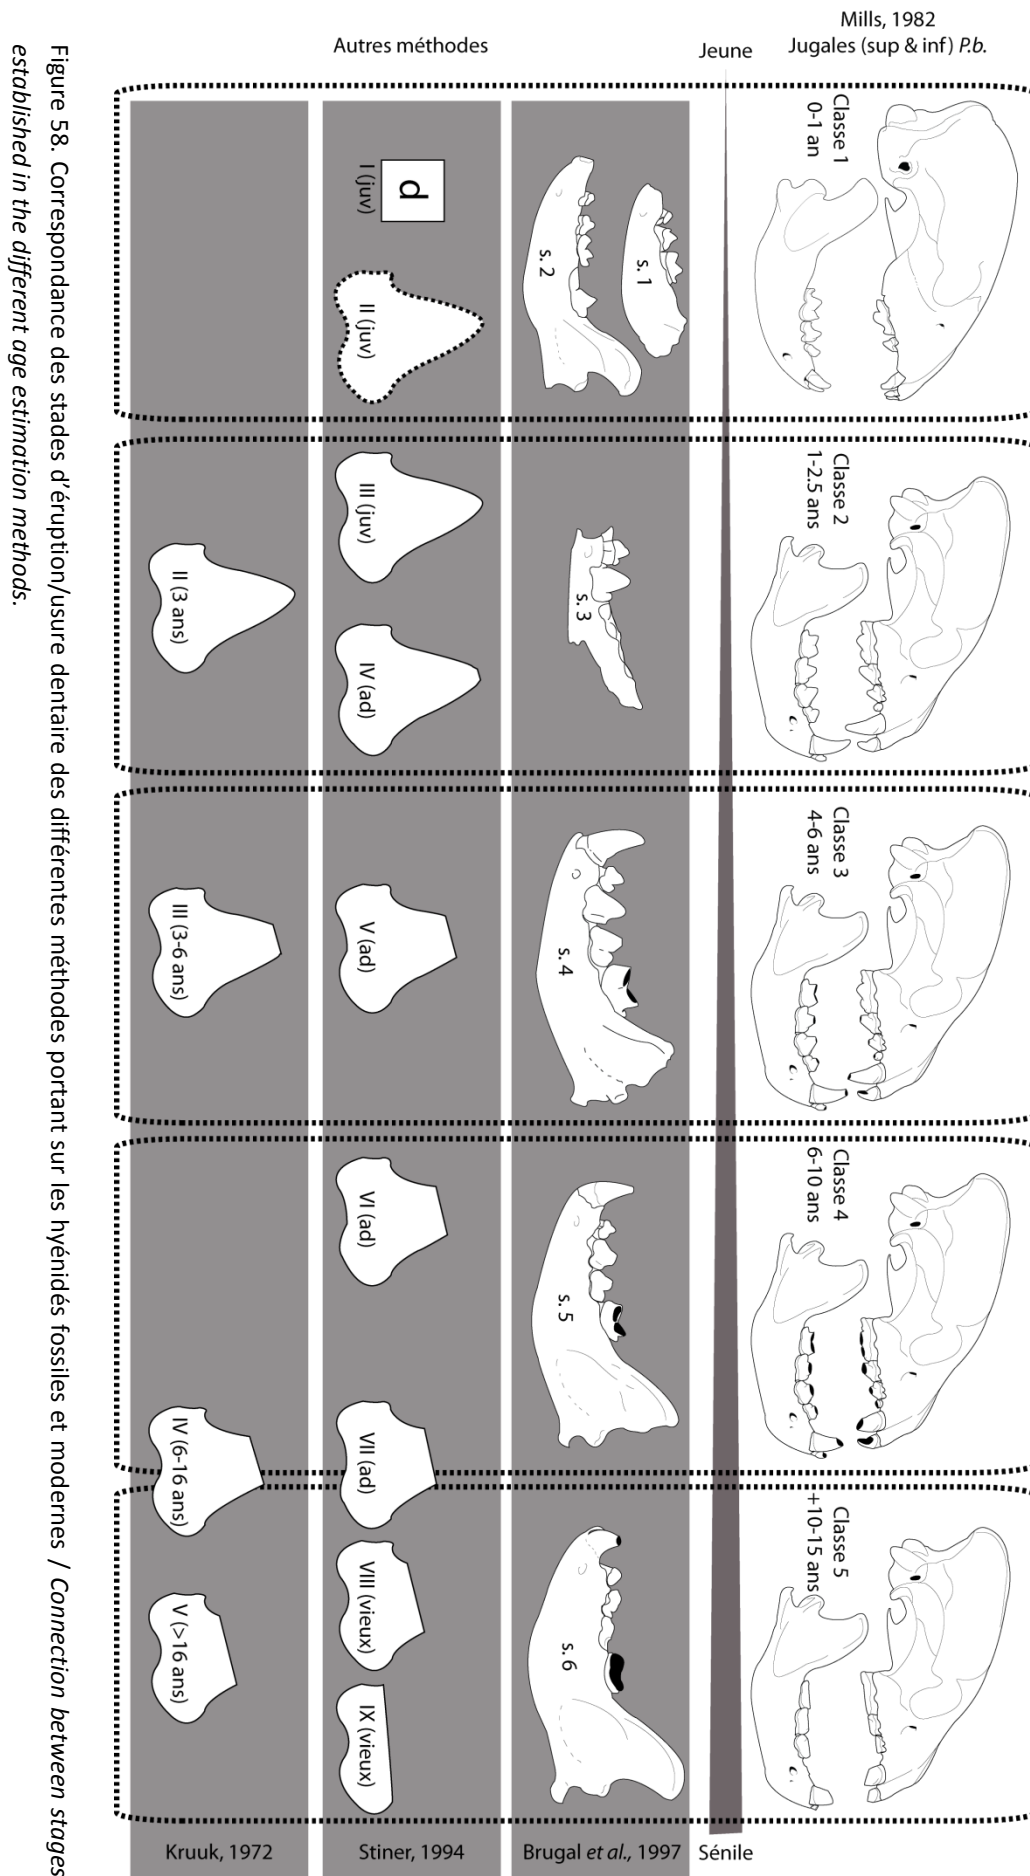 Mills, 1982
Jugales (sup & inf) P.b.
Jeune
Autres méthodes
Classe 1
0-1 an
s. 1
s. 2
d
I (juv)
II (juv)
Classe 2
1-2.5 ans
s. 3
III (juv)
IV (ad)
II (3 ans)
Classe 3
4-6 ans
s. 4
V (ad)
III (3-6 ans)
Classe 4
6-10 ans
s. 5
VI (ad)
VII (ad)
IV (6-16 ans)
Classe 5
+10-15 ans
s. 6
VIII (vieux)
IX (vieux)
V (>16 ans)
Sénile
Brugal et al., 1997
Stiner, 1994
Kruuk, 1972
Figure 58. Correspondance des stades d'éruption/usure dentaire des différentes méthodes portant sur les hyénidés fossiles et modernes / Connection between stages
established in the different age estimation methods.